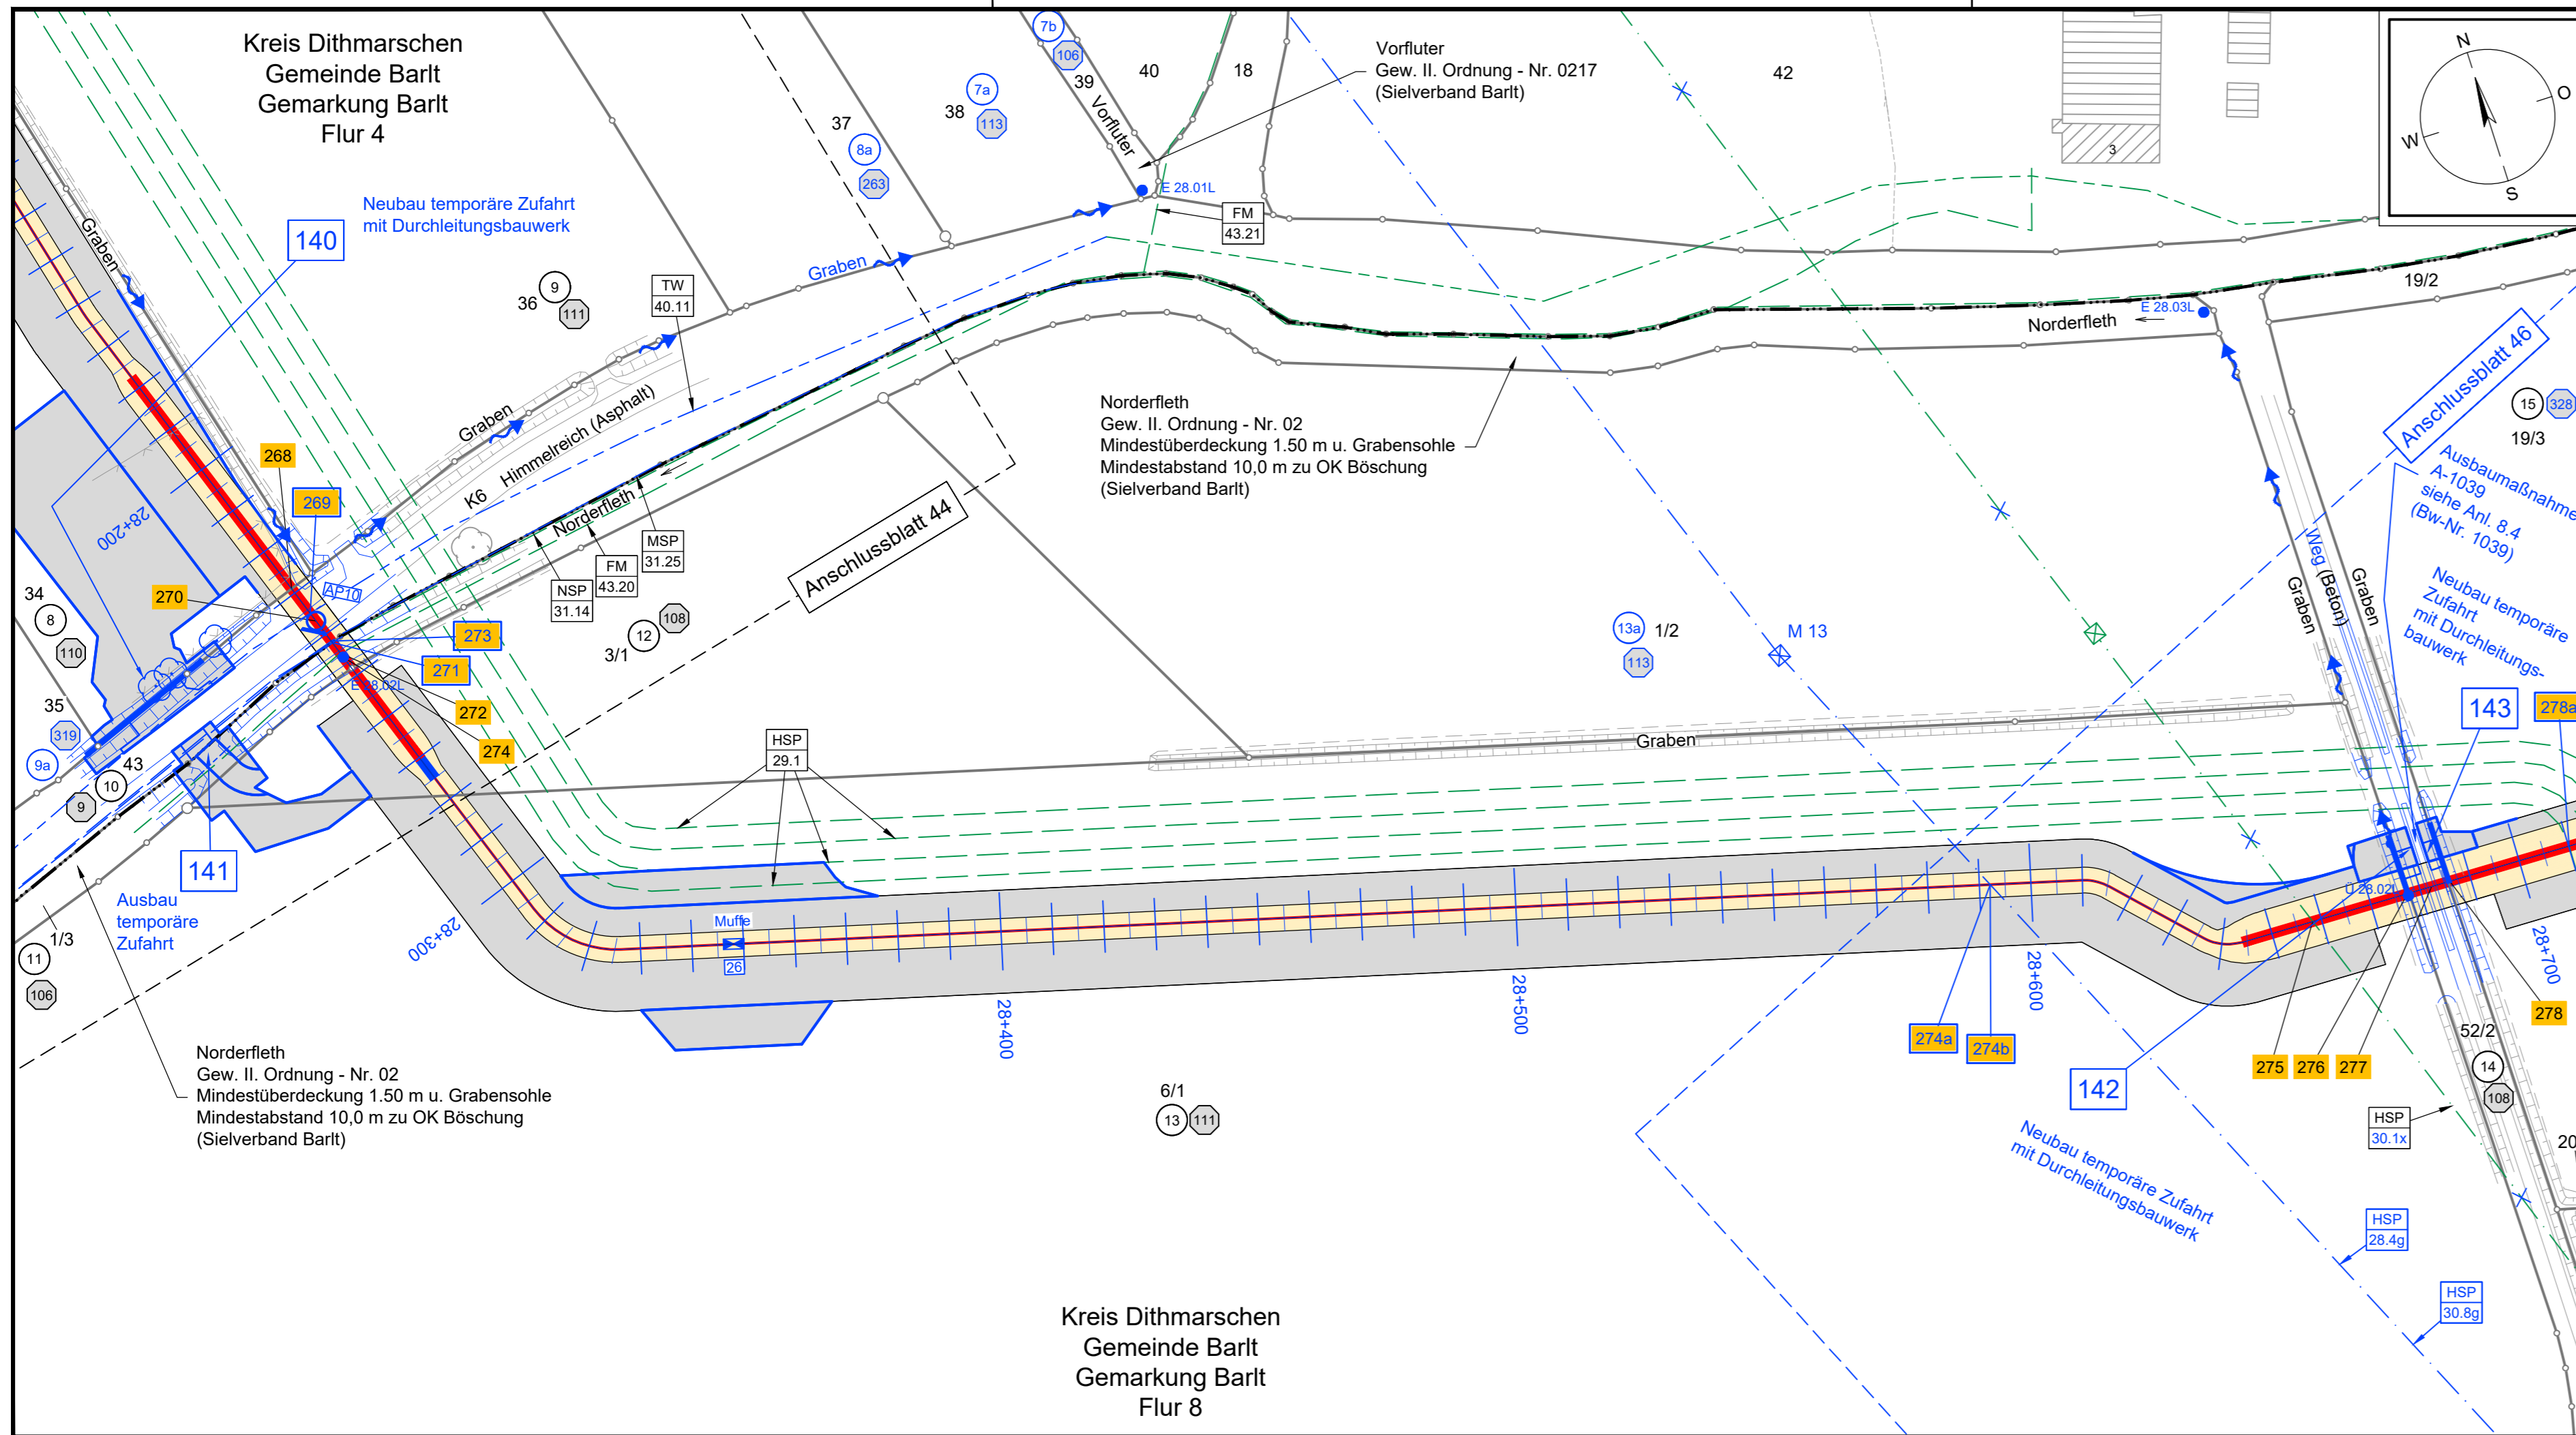 Kreis Dithmarschen
Gemeinde Barlt
Gemarkung Barlt
Flur 4
Neubau temporäre Zufahrt
mit Durchleitungsbauwerk
140
Graben
7b
106
39
40
18
Vorfluter
Vorfluter
Gew. II. Ordnung - Nr. 0217
(Sielverband Barlt)
42
3
N
O
W
S
7a
38
113
37
8a
263
E 28.01L
FM
43.21
Graben
9
36
111
TW
40.11
19/2
E 28.03L
Norderfleth
Anschlussblatt 46
15
328
19/3
Norderfleth
Gew. II. Ordnung - Nr. 02
Mindestüberdeckung 1.50 m u. Grabensohle
Mindestabstand 10,0 m zu OK Böschung
(Sielverband Barlt)
Graben
K6 Himmelreich (Asphalt)
Norderfleth
268
269
28+200
270
AP10
MSP
31.25
FM
43.20
NSP
31.14
Anschlussblatt 44
Ausbaumaßnahme
A-1039
siehe Anl. 8.4
(Bw-Nr. 1039)
Neubau temporäre
Zufahrt
mit Durchleitungs-
bauwerk
Weg (Beton)
Graben
Graben
34
8
110
273
271
E 28.02L
272
274
108
12
3/1
13a
1/2
113
M 13
35
319
9a
43
10
9
143
278a
HSP
29.1
Graben
141
Ausbau
temporäre
Zufahrt
1/3
11
106
28+300
Muffe
26
28+400
28+500
28+600
28+700
Ü 28.02L
274a
274b
275
276
277
278
142
52/2
14
108
Norderfleth
Gew. II. Ordnung - Nr. 02
Mindestüberdeckung 1.50 m u. Grabensohle
Mindestabstand 10,0 m zu OK Böschung
(Sielverband Barlt)
6/1
13
111
HSP
30.1x
20
Neubau temporäre Zufahrt
mit Durchleitungsbauwerk
HSP
28.4g
HSP
30.8g
Kreis Dithmarschen
Gemeinde Barlt
Gemarkung Barlt
Flur 8